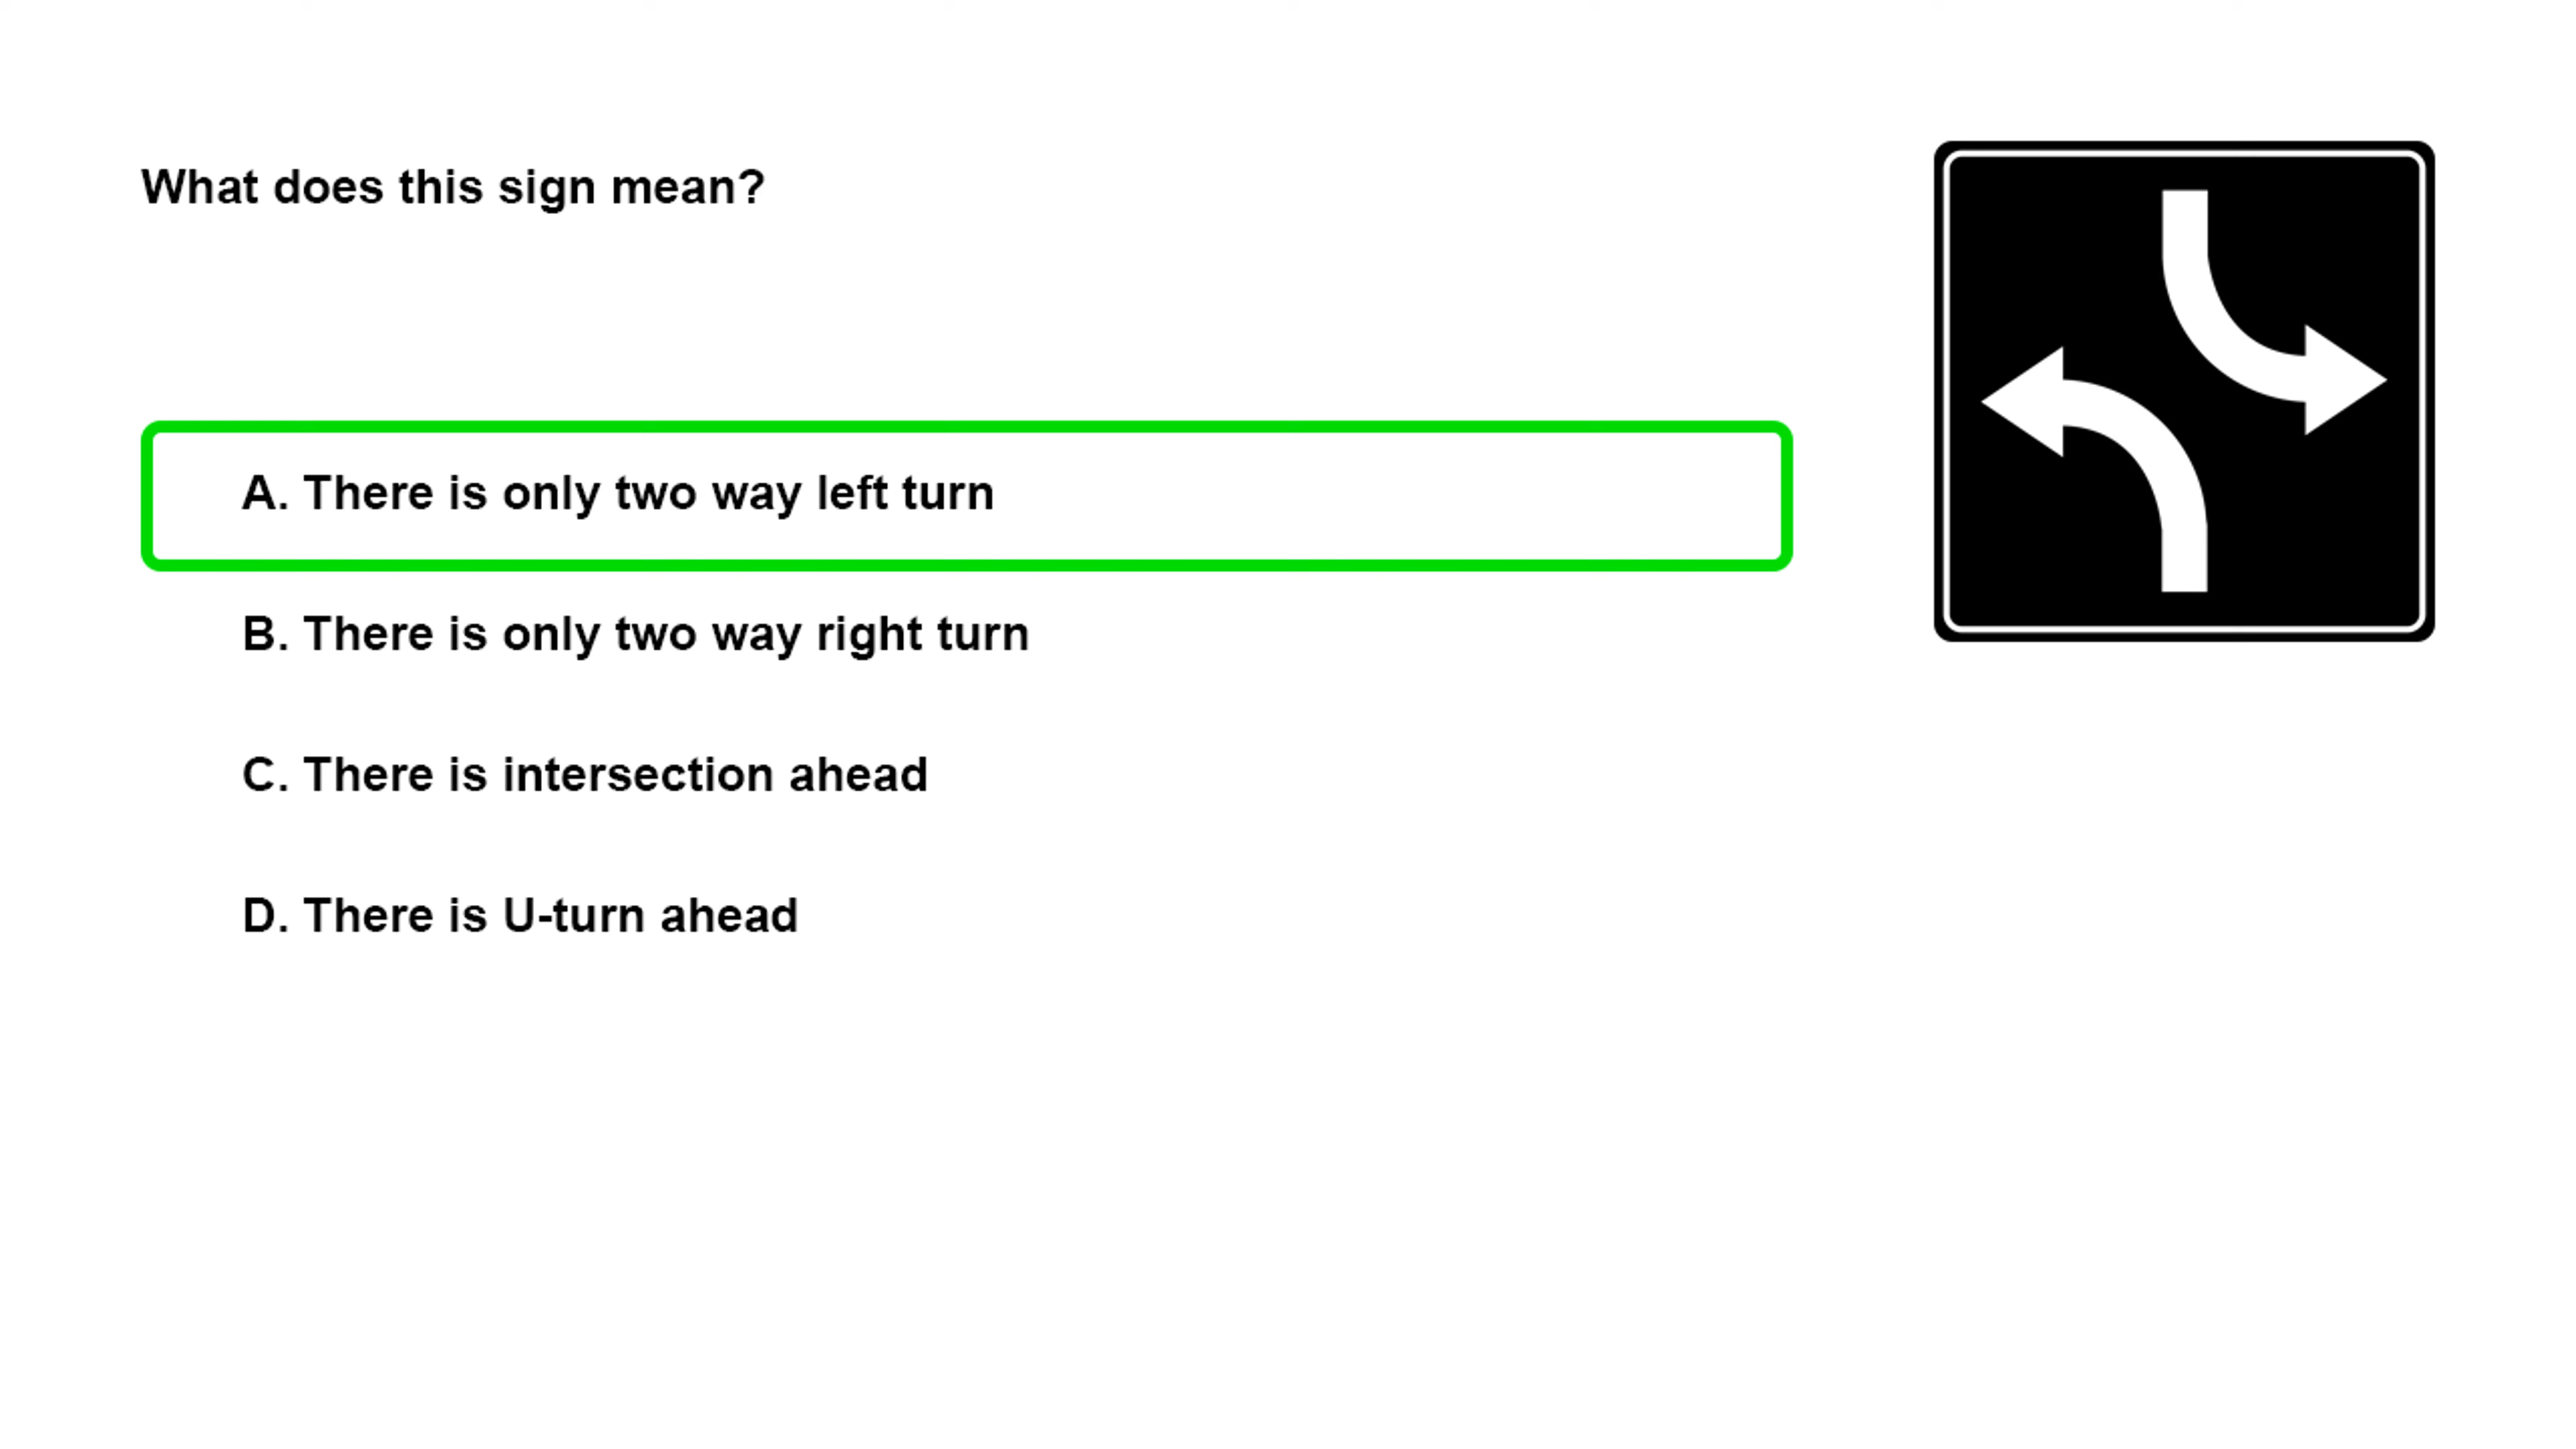 What does this sign mean?
A. There is only two way left turn
B. There is only two way right turn
C. There is intersection ahead
D. There is U-turn ahead